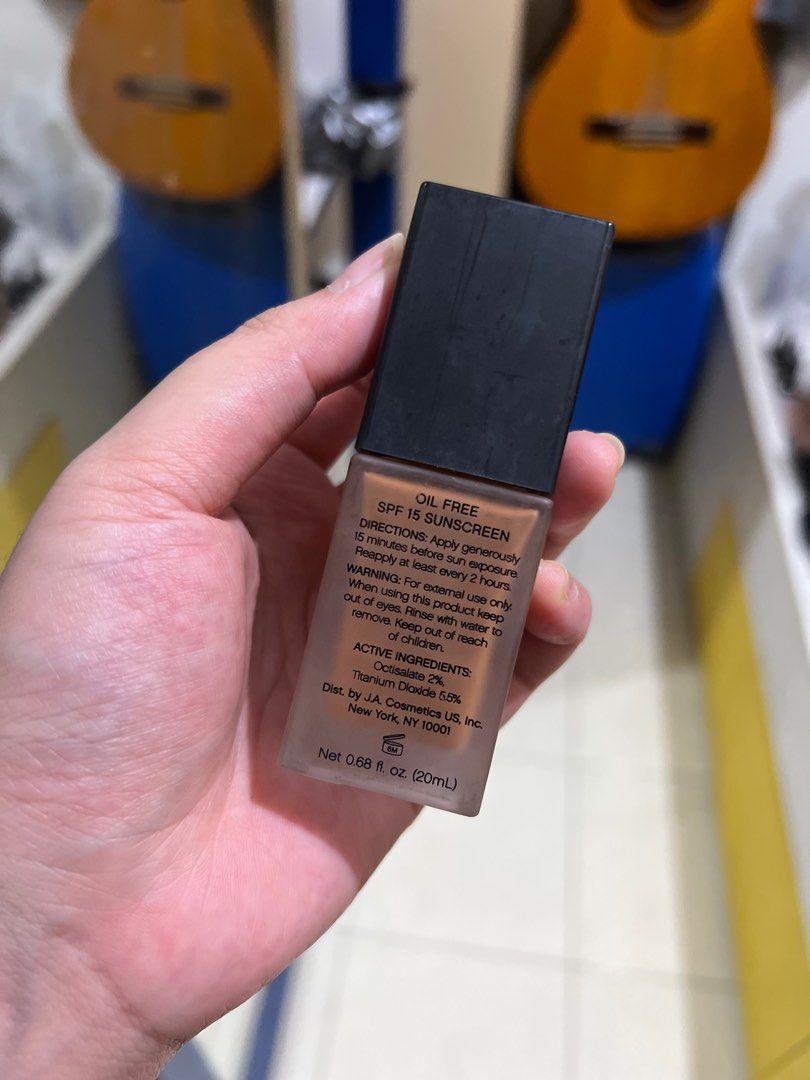 OIL FREE
SPF 15 SUNSCREEN
DIRECTIONS: Apply generously
15 minutes before sun exposure.
Reapply at least every 2 hours.
WARNING: For external use only.
When using this product keep
out of eyes. Rinse with water to
remove. Keep out of reach
of children.
ACTIVE INGREDIENTS:
Octisalate 2%,
Titanium Dioxide 5.5%
Dist. by J.A. Cosmetics US, Inc.
New York, NY 10001
6M
Net 0.68 fl. oz. (20mL)